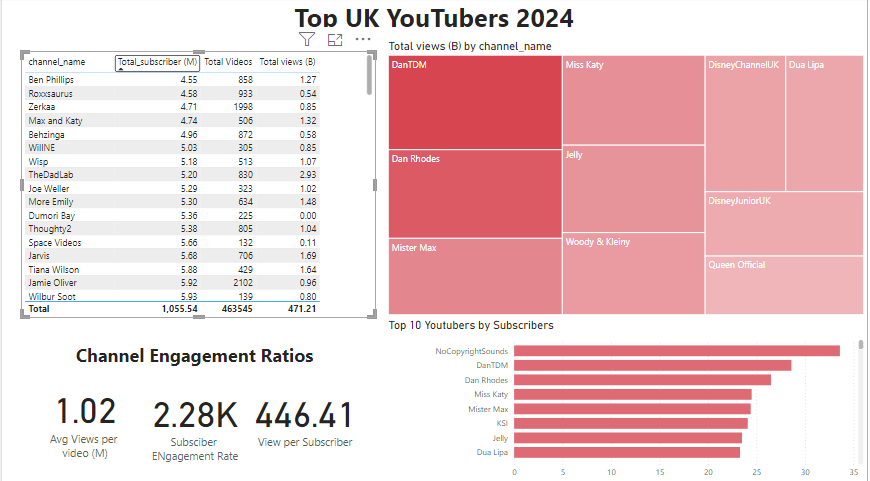 Top UK YouTubers 2024
channel_name Total_subscriber (M) Total Videos Total views (B)
Ben Phillips 4.55 858 1.27
Roxxsaurus 4.58 933 0.54
Zerkaa 4.71 1998 0.85
Max and Katy 4.74 506 1.32
Behzinga 4.96 872 0.58
WillNE 5.03 305 0.85
Wisp 5.18 513 1.07
TheDadLab 5.20 830 2.93
Joe Weller 5.29 323 1.02
More Emily 5.30 634 1.48
Dumori Bay 5.36 225 0.00
Thoughty2 5.38 805 1.04
Space Videos 5.66 132 0.11
Jarvis 5.68 706 1.69
Tiana Wilson 5.88 429 1.64
Jamie Oliver 5.92 2102 0.96
Wilbur Soot 5.93 139 0.80
Total 1,055.54 463545 471.21
Total views (B) by channel_name
DanTDM
Dan Rhodes
Mister Max
Miss Katy
Jelly
Woody & Kleiny
DisneyChannelUK
Dua Lipa
DisneyJuniorUK
Queen Official
Channel Engagement Ratios
1.02
Avg Views per
video (M)
2.28K
Subsciber
ENgagement Rate
446.41
View per Subscriber
Top 10 Youtubers by Subscribers
NoCopyrightSounds
DanTDM
Dan Rhodes
Miss Katy
Mister Max
KSI
Jelly
Dua Lipa
0 5 10 15 20 25 30 35